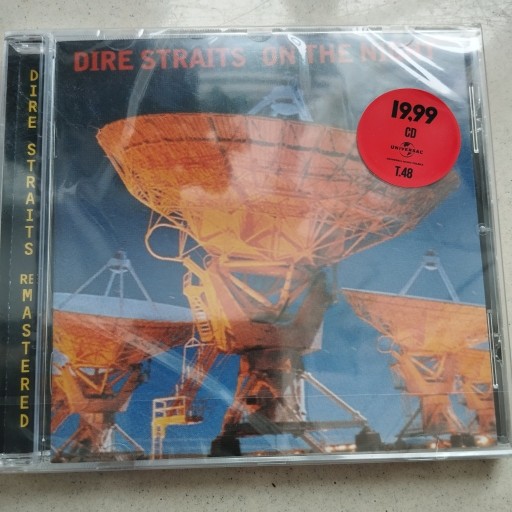 DIRE STRAITS ON THE NIGHT
19,99
CD
UNIVERSAL
T.48
DIRE STRAITS REMASTERED